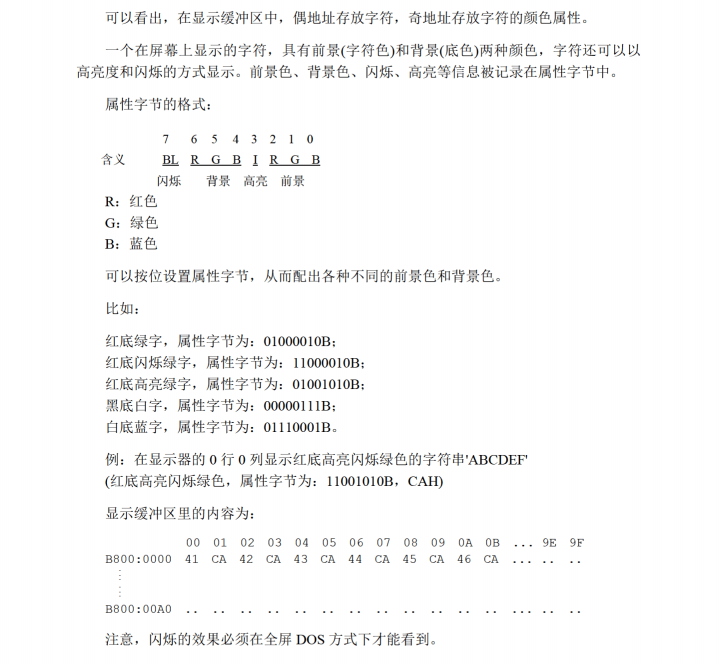 可以看出，在显示缓冲区中，偶地址存放字符，奇地址存放字符的颜色属性。
一个在屏幕上显示的字符，具有前景(字符色)和背景(底色)两种颜色，字符还可以以
高亮度和闪烁的方式显示。前景色、背景色、闪烁、高亮等信息被记录在属性字节中。
属性字节的格式：
7 6 5 4 3 2 1 0
含义 BL R G B I R G B
闪烁 背景 高亮 前景
R：红色
G：绿色
B：蓝色
可以按位设置属性字节，从而配出各种不同的前景色和背景色。
比如：
红底绿字，属性字节为：01000010B；
红底闪烁绿字，属性字节为：11000010B；
红底高亮绿字，属性字节为：01001010B；
黑底白字，属性字节为：00000111B；
白底蓝字，属性字节为：01110001B。
例：在显示器的 0 行 0 列显示红底高亮闪烁绿色的字符串'ABCDEF'
(红底高亮闪烁绿色，属性字节为：11001010B，CAH)
显示缓冲区里的内容为：
00 01 02 03 04 05 06 07 08 09 0A 0B ... 9E 9F
B800:0000 41 CA 42 CA 43 CA 44 CA 45 CA 46 CA ... .. ..
⋮
⋮
B800:00A0 .. .. .. .. .. .. .. .. .. .. .. .. ... .. ..
注意，闪烁的效果必须在全屏 DOS 方式下才能看到。